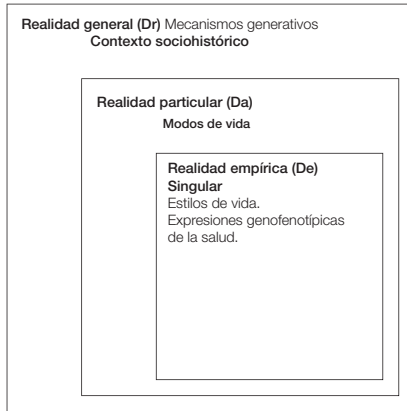 Realidad general (Dr) Mecanismos generativos
Contexto sociohistórico
Realidad particular (Da)
Modos de vida
Realidad empírica (De)
Singular
Estilos de vida.
Expresiones genofenotípicas
de la salud.